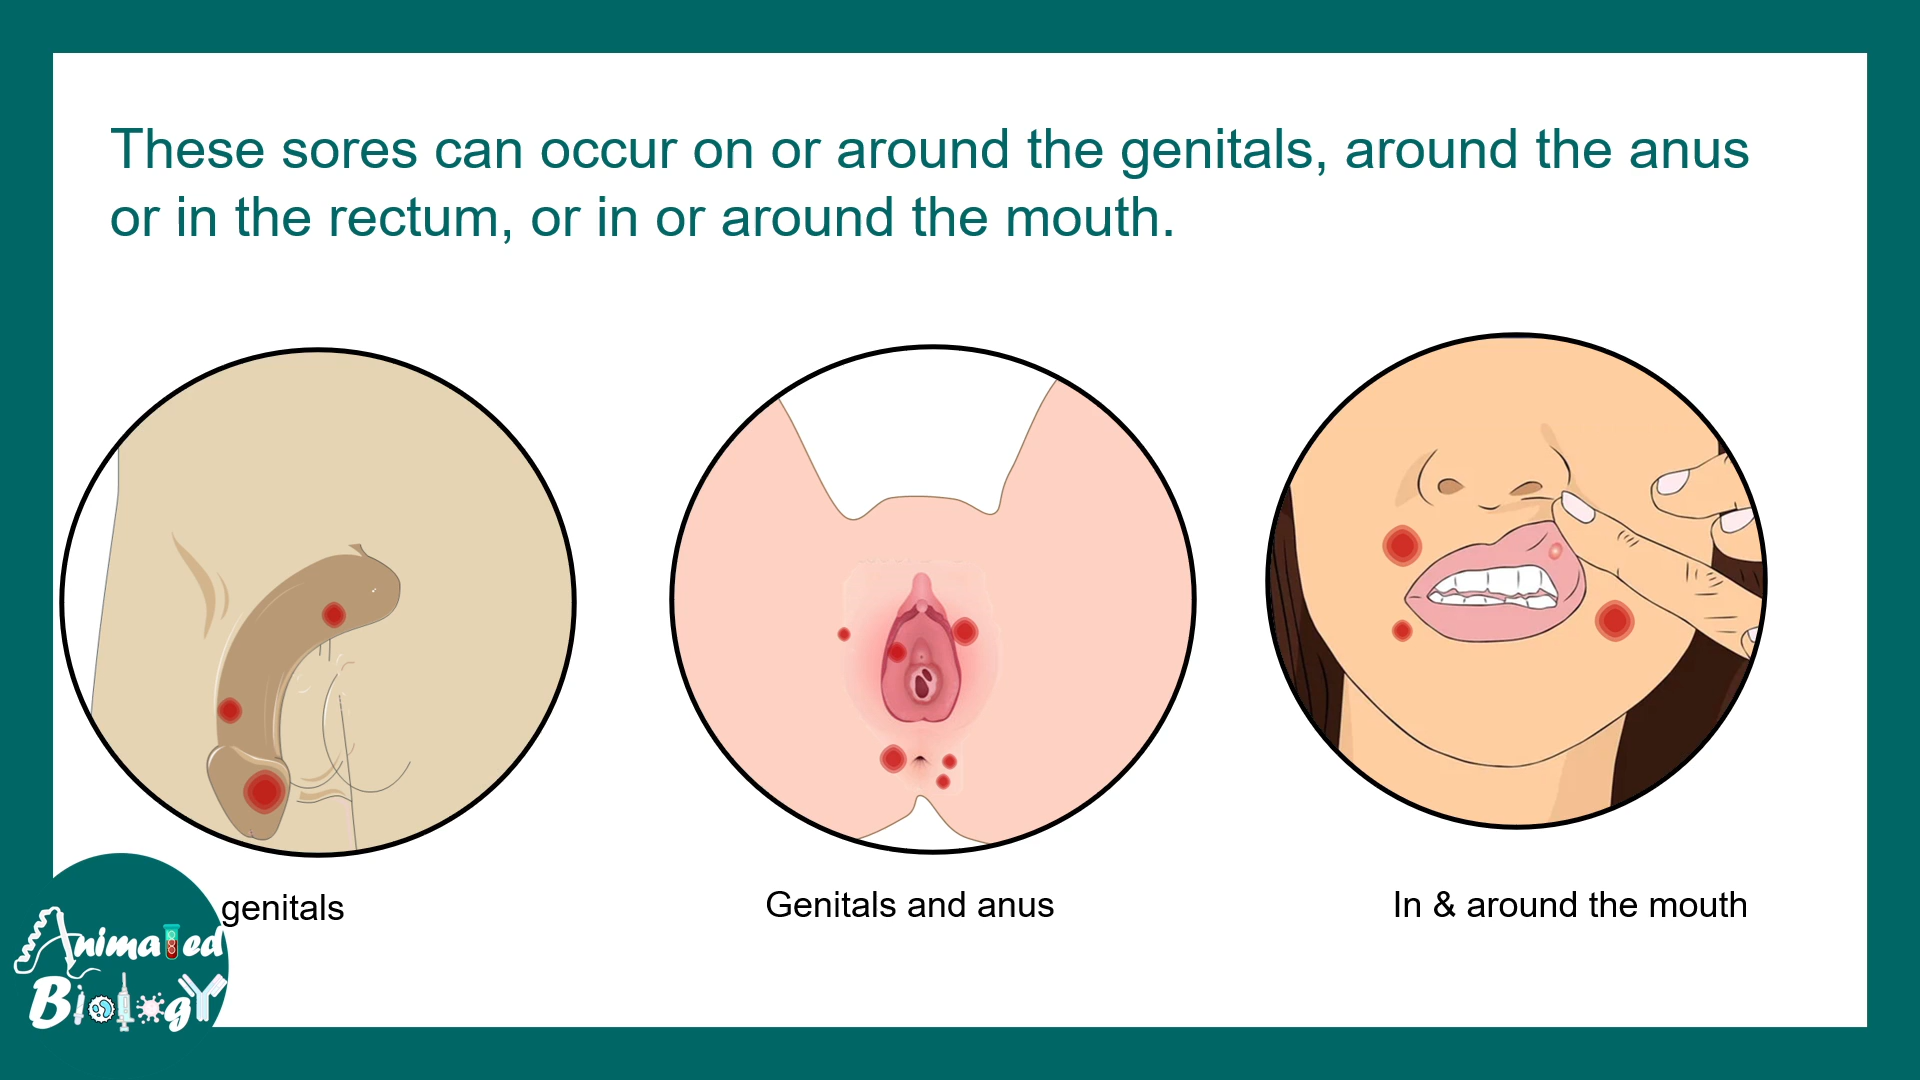 These sores can occur on or around the genitals, around the anus
or in the rectum, or in or around the mouth.
genitals
Genitals and anus
In & around the mouth
Animated
Biology